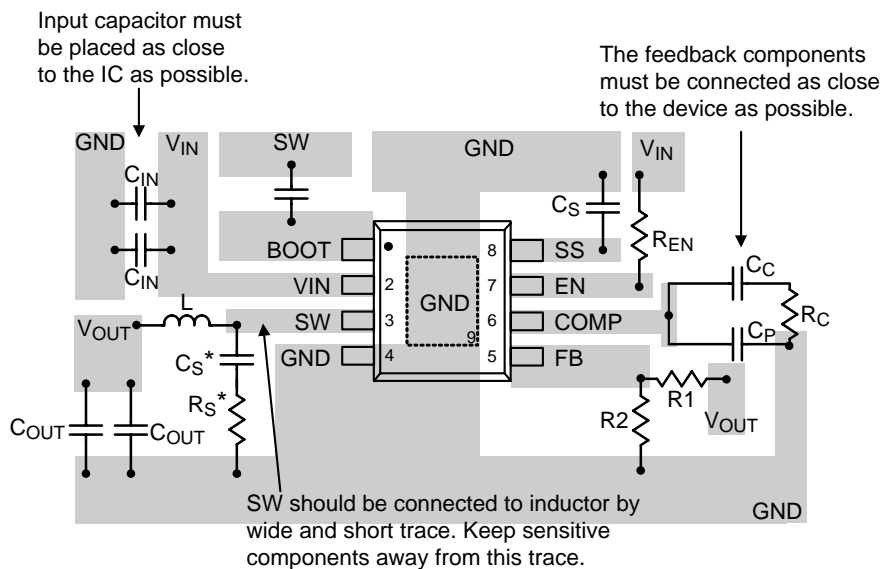 Input capacitor must
be placed as close
to the IC as possible.
The feedback components
must be connected as close
to the device as possible.
GND
VIN
SW
GND
VIN
CIN
CIN
CS
REN
BOOT
VIN
SW
GND
2
3
4
GND
9
8
7
6
5
SS
EN
COMP
FB
CC
RC
CP
L
VOUT
CS*
RS*
COUT
COUT
R1
R2
VOUT
SW should be connected to inductor by
wide and short trace. Keep sensitive
components away from this trace.
GND